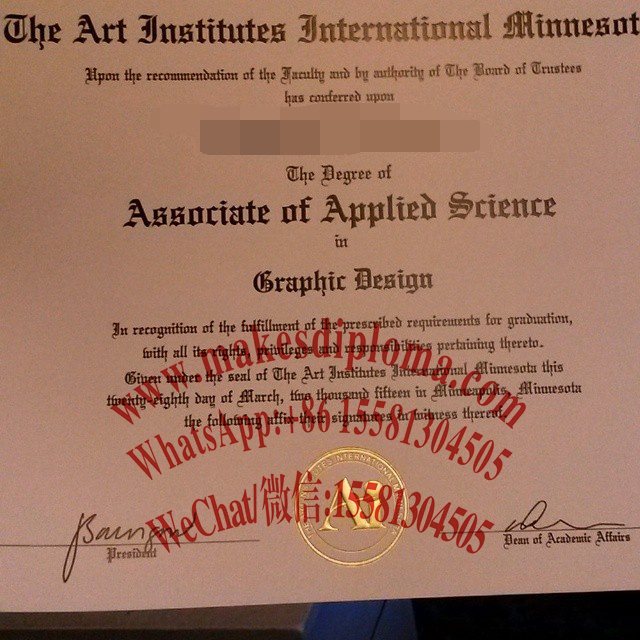 The Art Institutes International Minnesot
Upon the recommendation of the Faculty and by authority of The Board of Trustees
has conferred upon
The Degree of
Associate of Applied Science
in
Graphic Design
In recognition of the fulfillment of the prescribed requirements for graduation,
with all its rights, privileges and responsibilities pertaining thereto.
Given under the seal of The Art Institutes International Minnesota this
twenty-eighth day of March, two thousand fifteen in Minneapolis, Minnesota
the following affix their signatures in witness thereof.
www.makesdiploma.com
WhatsApp:+86 15581304505
WeChat/微信:15581304505
INTERNATIONAL
AI
President
Dean of Academic Affairs